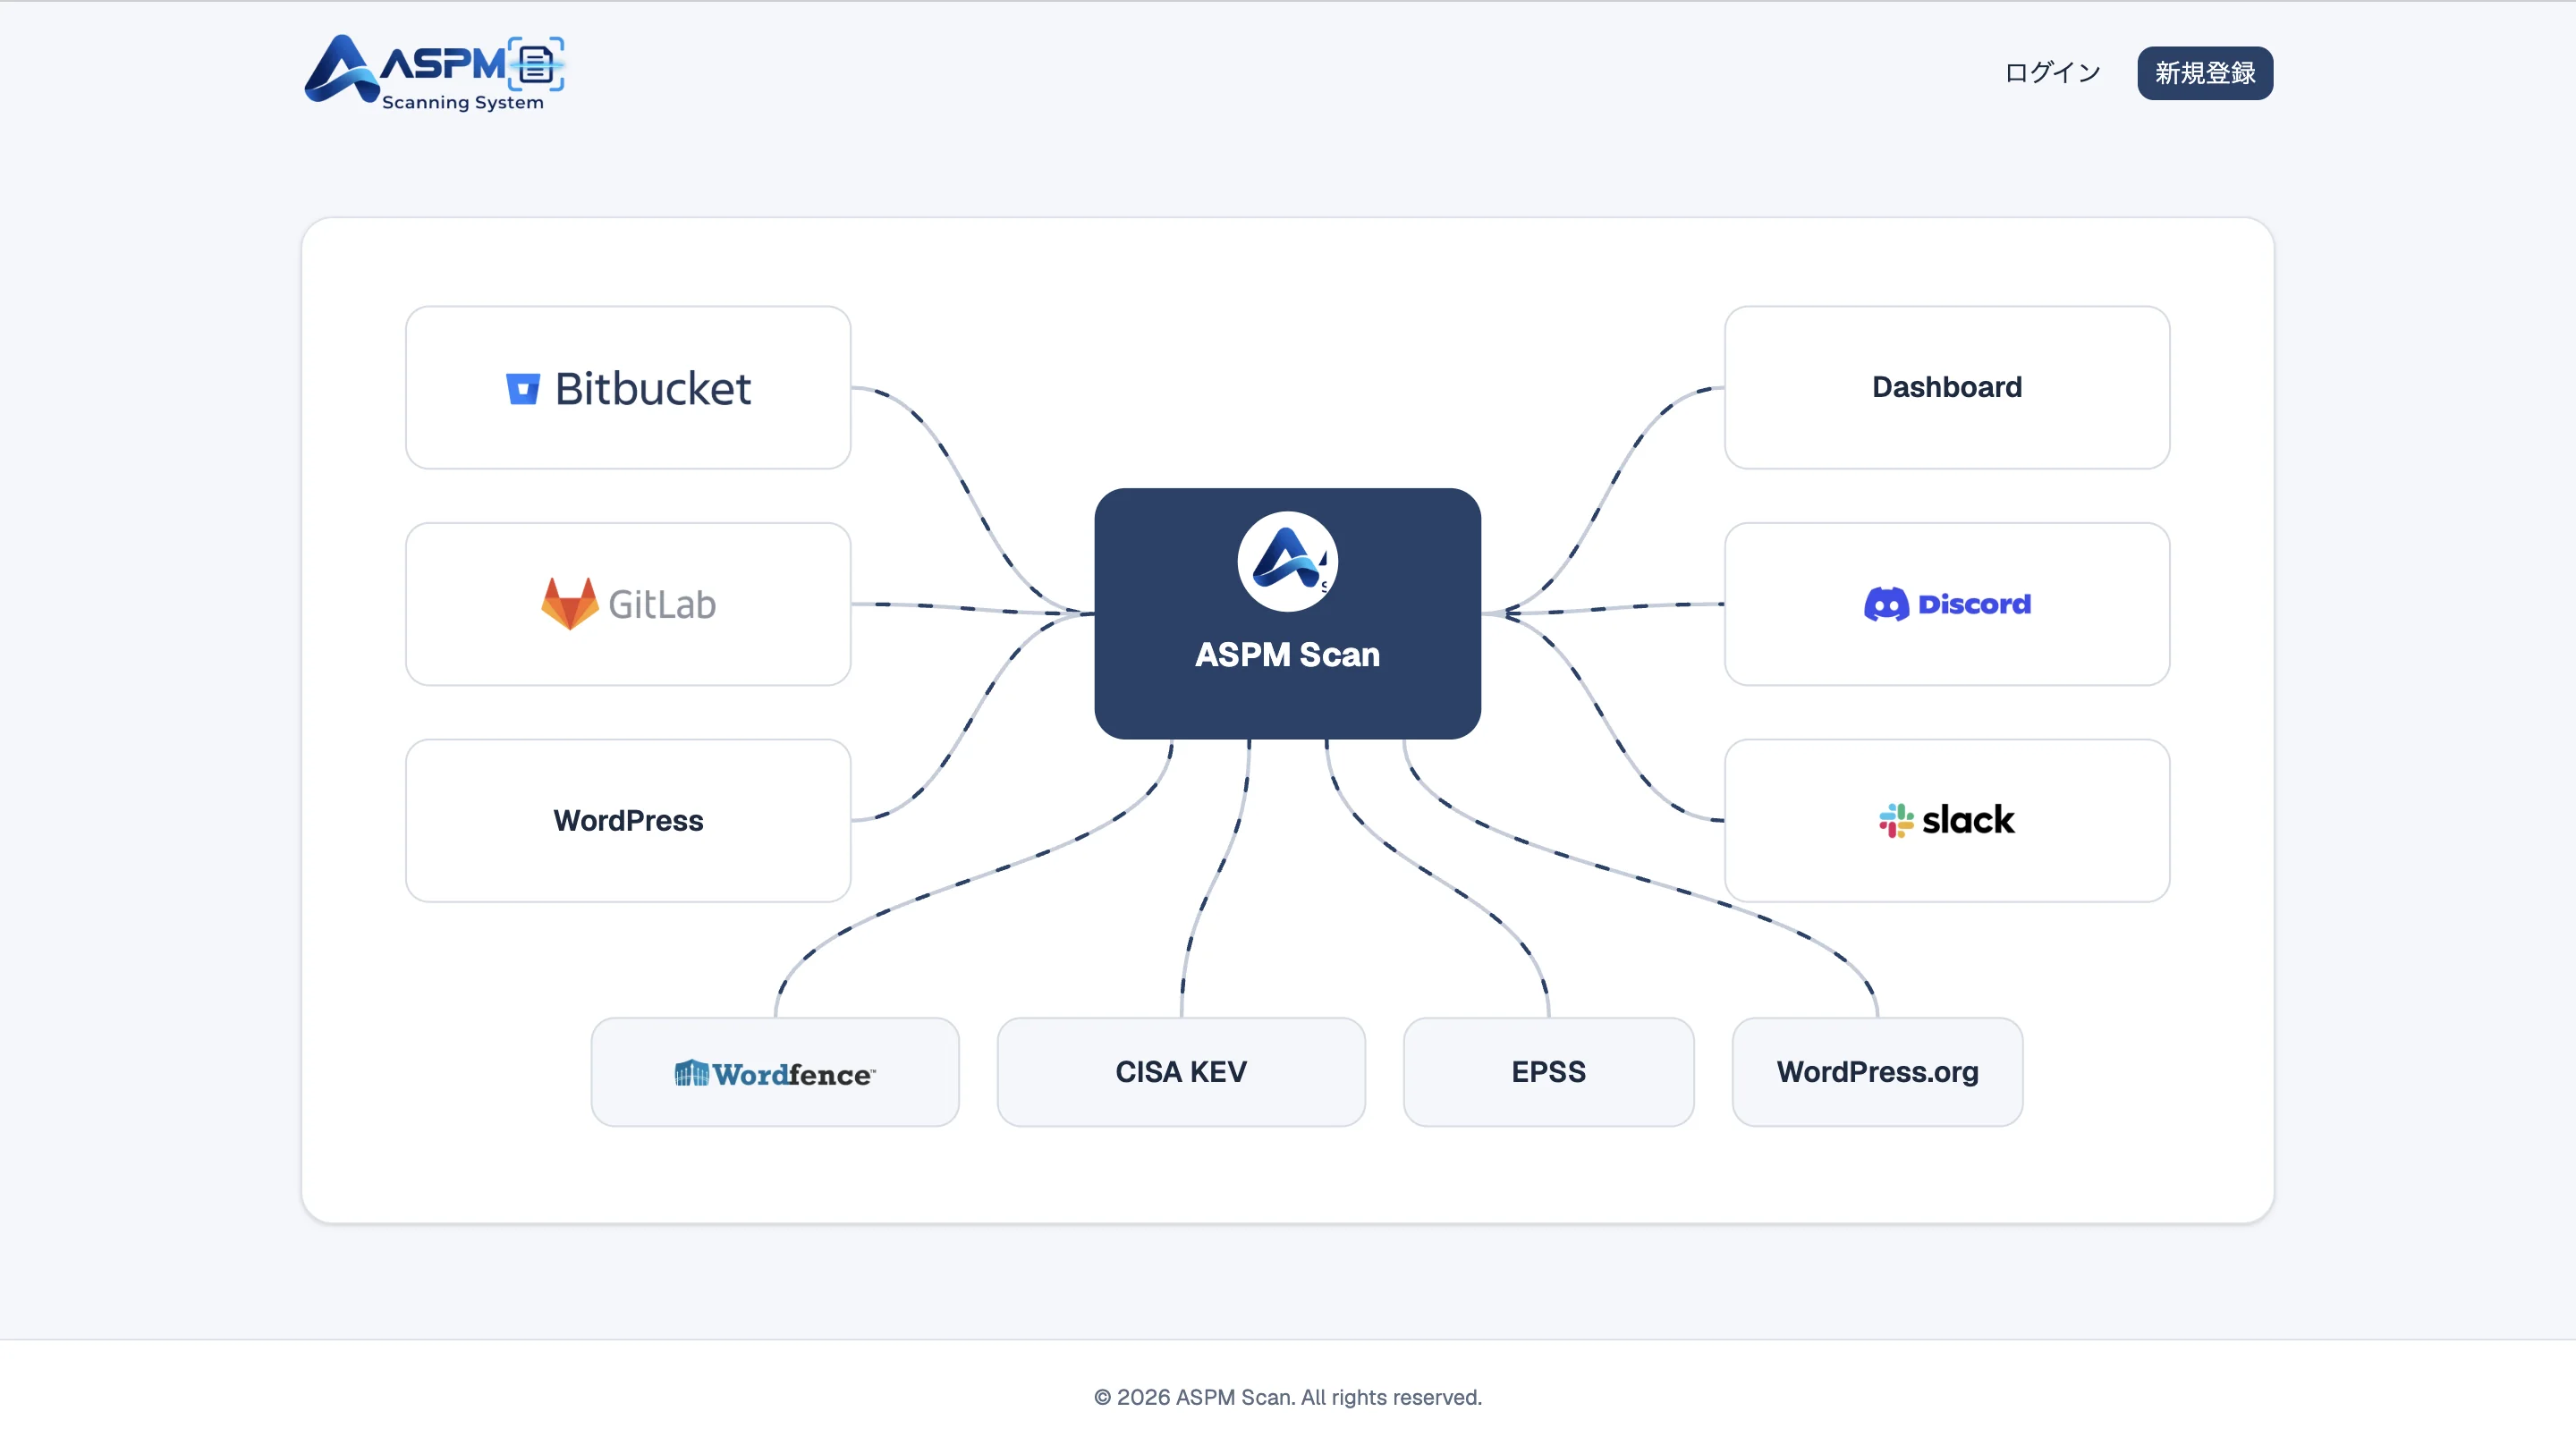 ASPM
Scanning System
ログイン
新規登録
Bitbucket
Dashboard
GitLab
ASPM Scan
Discord
WordPress
slack
Wordfence™
CISA KEV
EPSS
WordPress.org
© 2026 ASPM Scan. All rights reserved.